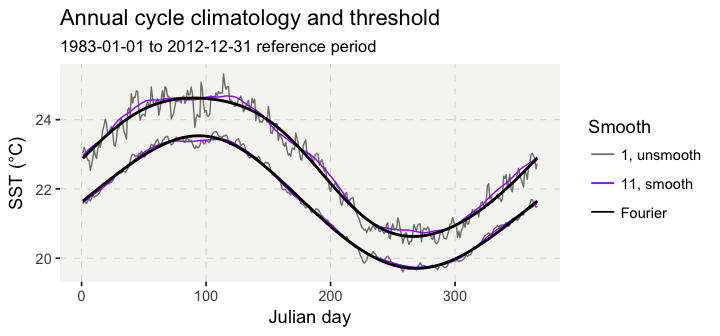 Annual cycle climatology and threshold
1983-01-01 to 2012-12-31 reference period
SST (°C)
24
22
20
0 100 200 300
Julian day
Smooth
1, unsmooth
11, smooth
Fourier